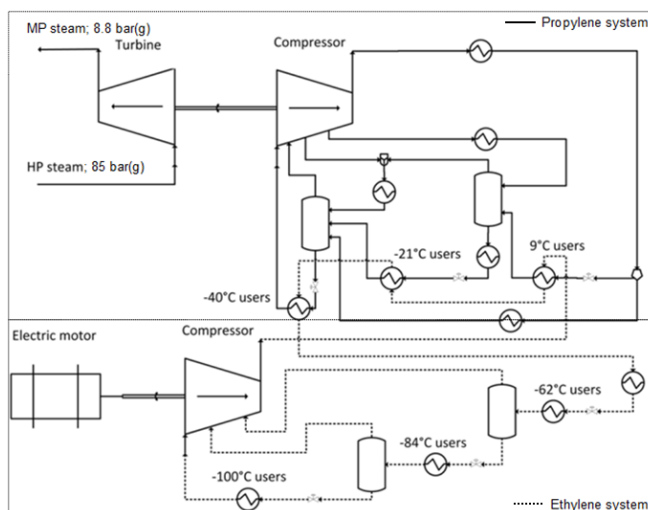 MP steam; 8.8 bar(g)
Propylene system
Turbine
Compressor
HP steam; 85 bar(g)
-21°C users
9°C users
-40°C users
Electric motor
Compressor
-62°C users
-84°C users
-100°C users
Ethylene system